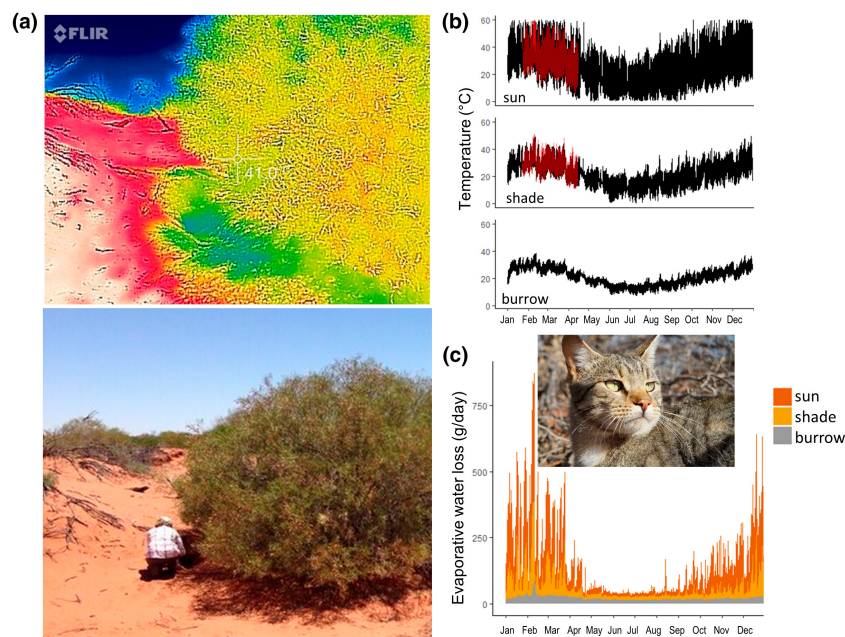 (a)
FLIR
41.0
(b)
Temperature (°C)
60
40
20
0
sun
60
40
20
0
shade
60
40
20
0
burrow
Jan Feb Mar Apr May Jun Jul Aug Sep Oct Nov Dec
(c)
Evaporative water loss (g/day)
750
500
250
0
sun
shade
burrow
Jan Feb Mar Apr May Jun Jul Aug Sep Oct Nov Dec